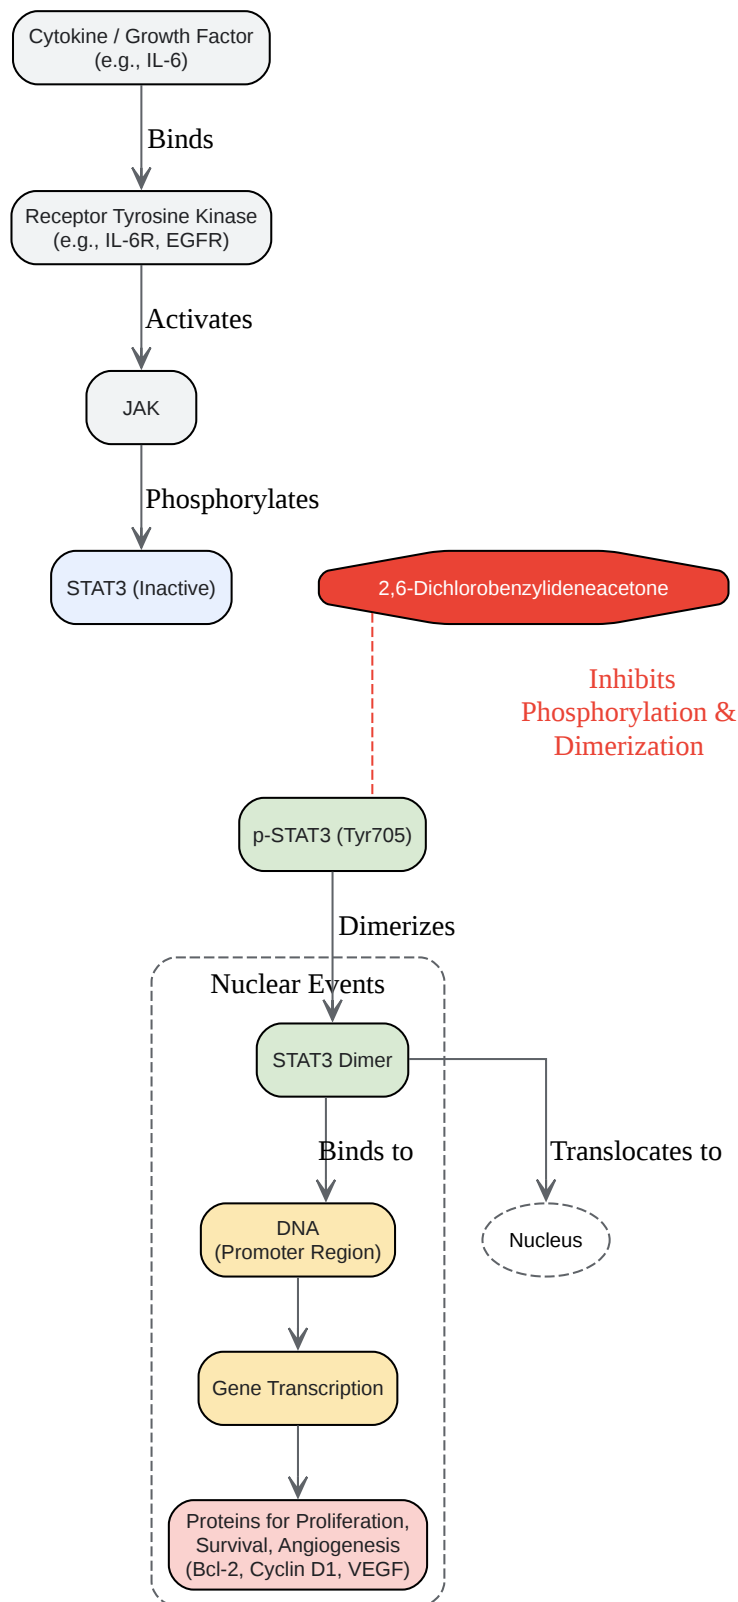 Cytokine / Growth Factor
(e.g., IL-6)
Binds
Receptor Tyrosine Kinase
(e.g., IL-6R, EGFR)
Activates
JAK
Phosphorylates
STAT3 (Inactive)
2,6-Dichlorobenzylideneacetone
Inhibits
Phosphorylation &
Dimerization
p-STAT3 (Tyr705)
Dimerizes
Nuclear Events
STAT3 Dimer
Binds to
Translocates to
DNA
(Promoter Region)
Nucleus
Gene Transcription
Proteins for Proliferation,
Survival, Angiogenesis
(Bcl-2, Cyclin D1, VEGF)